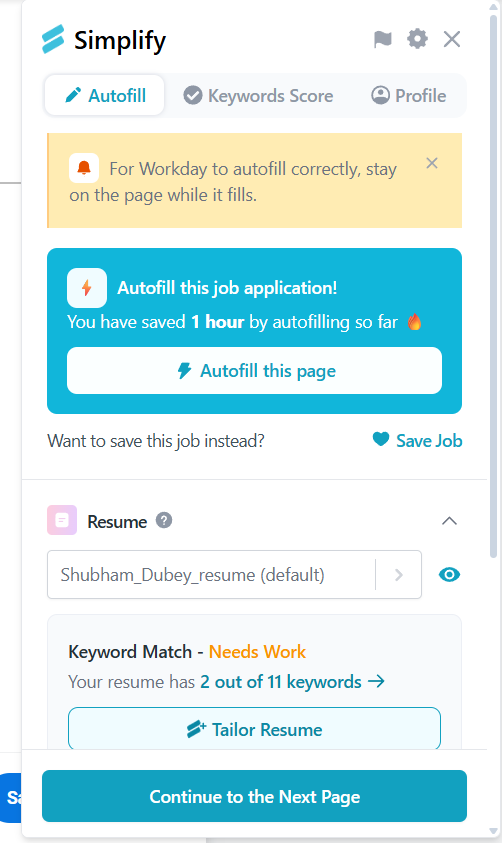 Simplify
Autofill
Keywords Score
Profile
For Workday to autofill correctly, stay
on the page while it fills.
Autofill this job application!
You have saved 1 hour by autofilling so far 🔥
Autofill this page
Want to save this job instead?
Save Job
Resume
Shubham_Dubey_resume (default)
Keyword Match - Needs Work
Your resume has 2 out of 11 keywords →
Tailor Resume
Continue to the Next Page